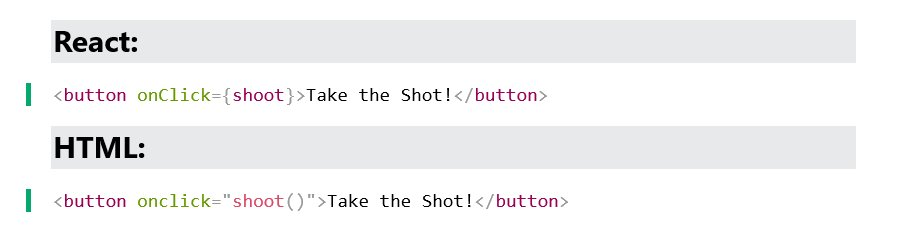 React:
<button onClick={shoot}>Take the Shot!</button>
HTML:
<button onclick="shoot()">Take the Shot!</button>